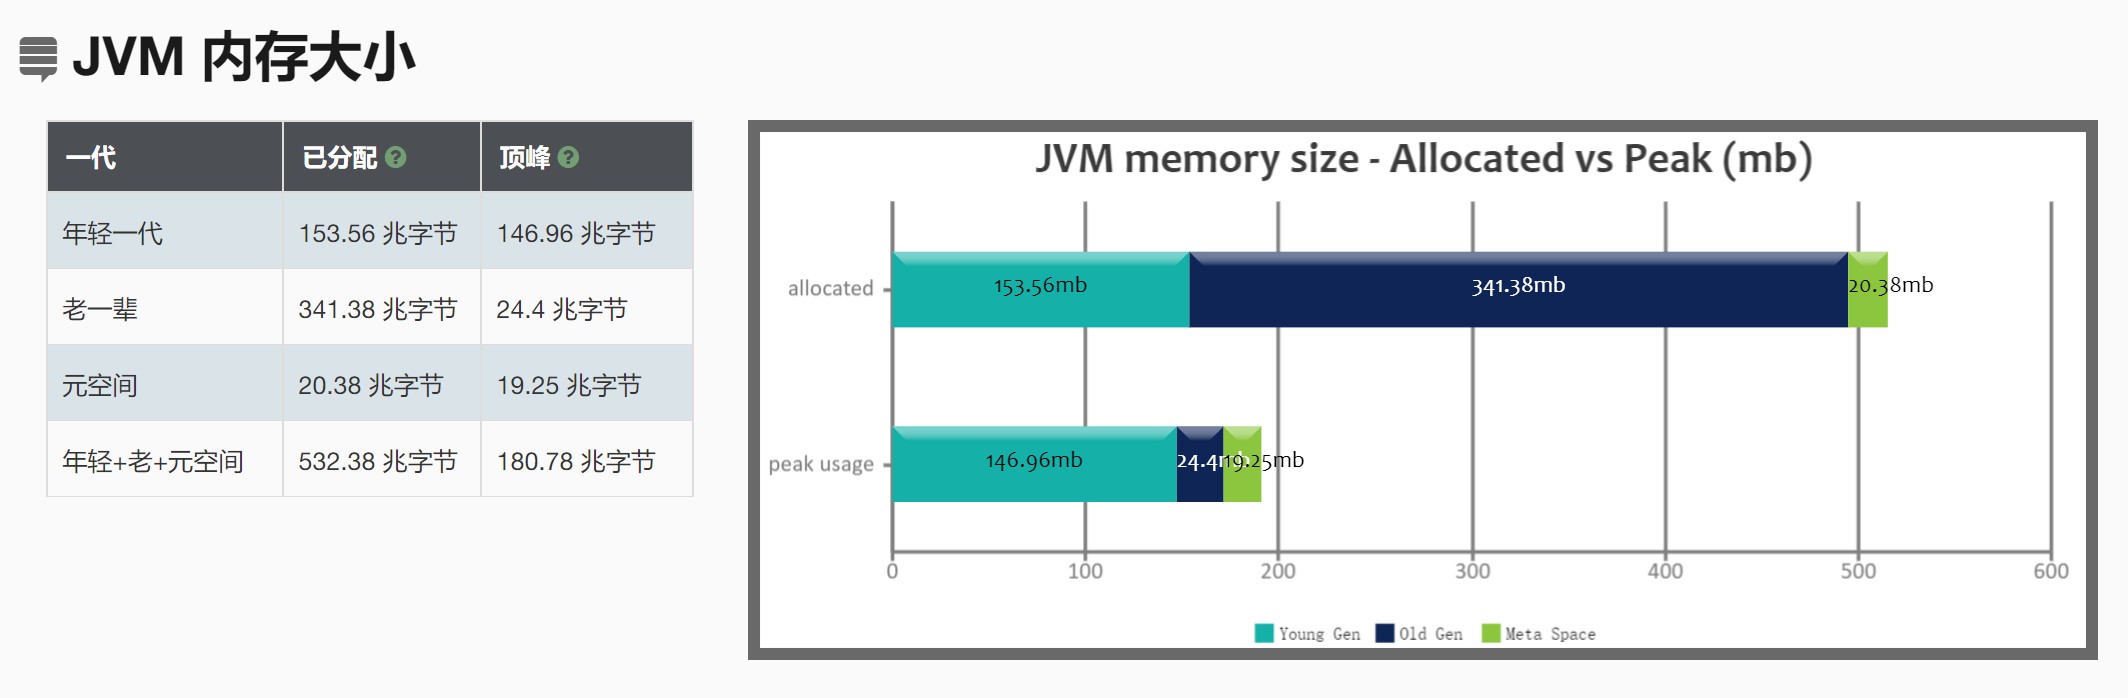 JVM 内存大小
一代 已分配 ? 顶峰 ?
年轻一代 153.56 兆字节 146.96 兆字节
老一辈 341.38 兆字节 24.4 兆字节
元空间 20.38 兆字节 19.25 兆字节
年轻+老+元空间 532.38 兆字节 180.78 兆字节
JVM memory size - Allocated vs Peak (mb)
allocated 153.56mb 341.38mb 20.38mb
peak usage 146.96mb 24.4mb 19.25mb
0 100 200 300 400 500 600
Young Gen Old Gen Meta Space